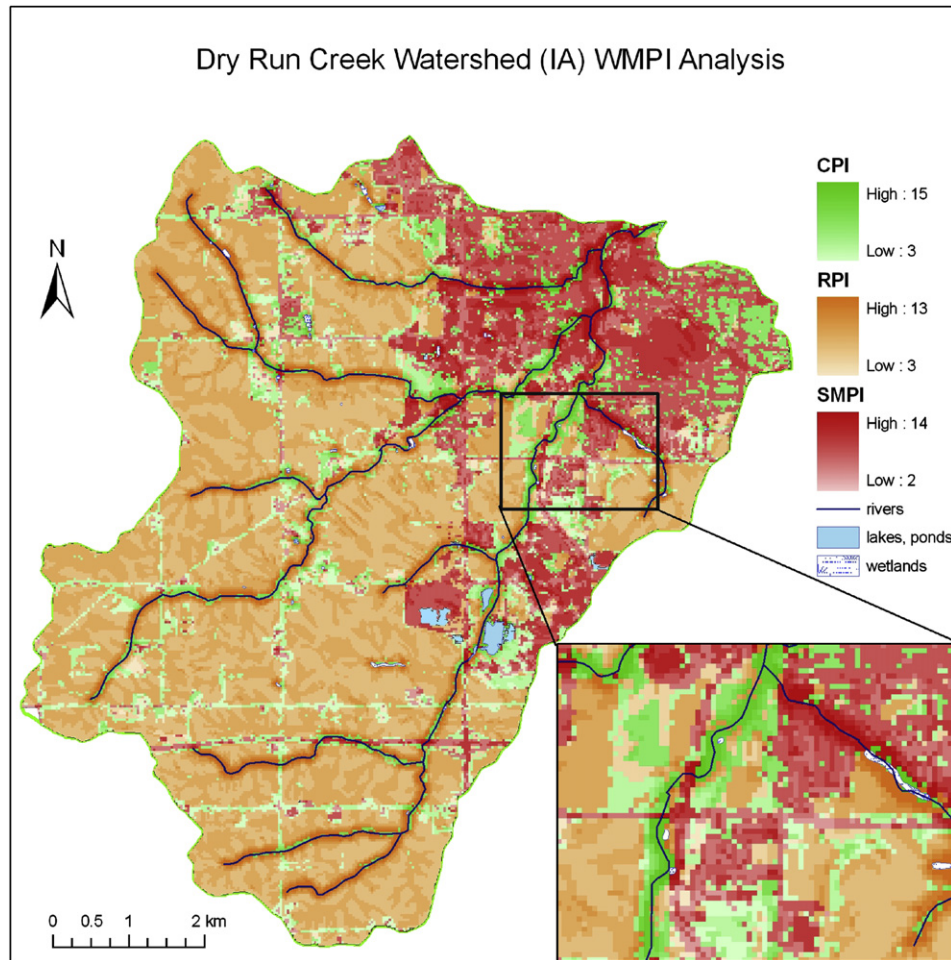 Dry Run Creek Watershed (IA) WMPI Analysis
N
CPI
High : 15
Low : 3
RPI
High : 13
Low : 3
SMPI
High : 14
Low : 2
rivers
lakes, ponds
wetlands
0 0.5 1 2 km